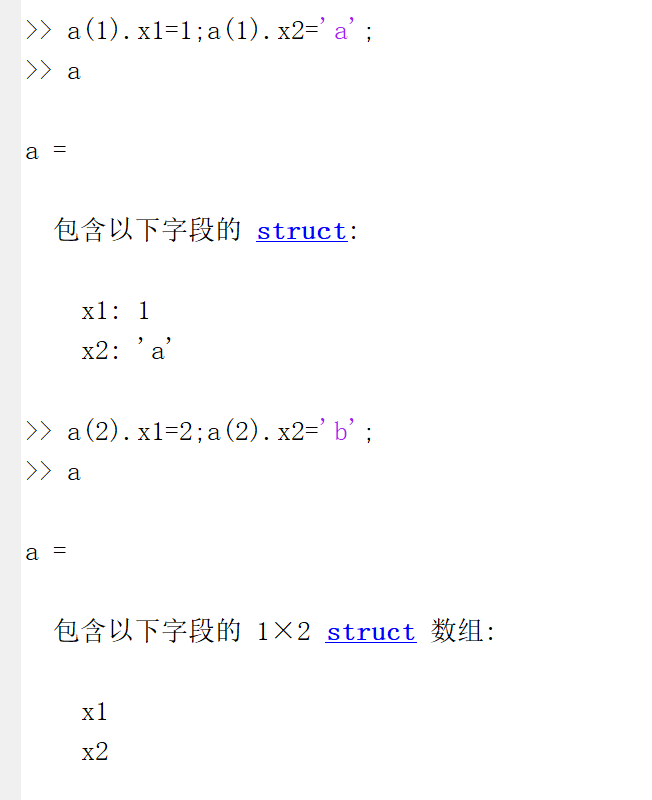 >> a(1).x1=1;a(1).x2='a';
>> a
a =
包含以下字段的 struct:
x1: 1
x2: 'a'
>> a(2).x1=2;a(2).x2='b';
>> a
a =
包含以下字段的 1×2 struct 数组:
x1
x2